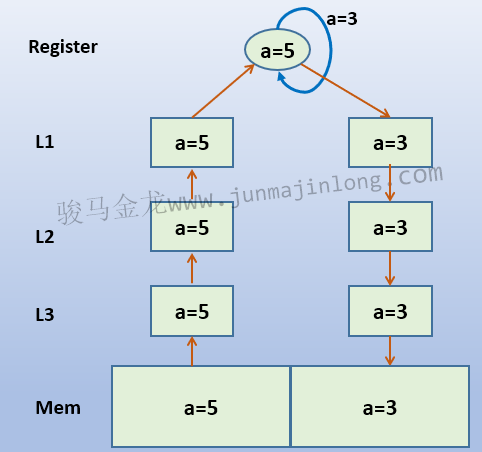 a=3
Register
a=5
L1
a=5
a=3
骏马金龙www.junmajinlong.com
L2
a=5
a=3
L3
a=5
a=3
Mem
a=5
a=3